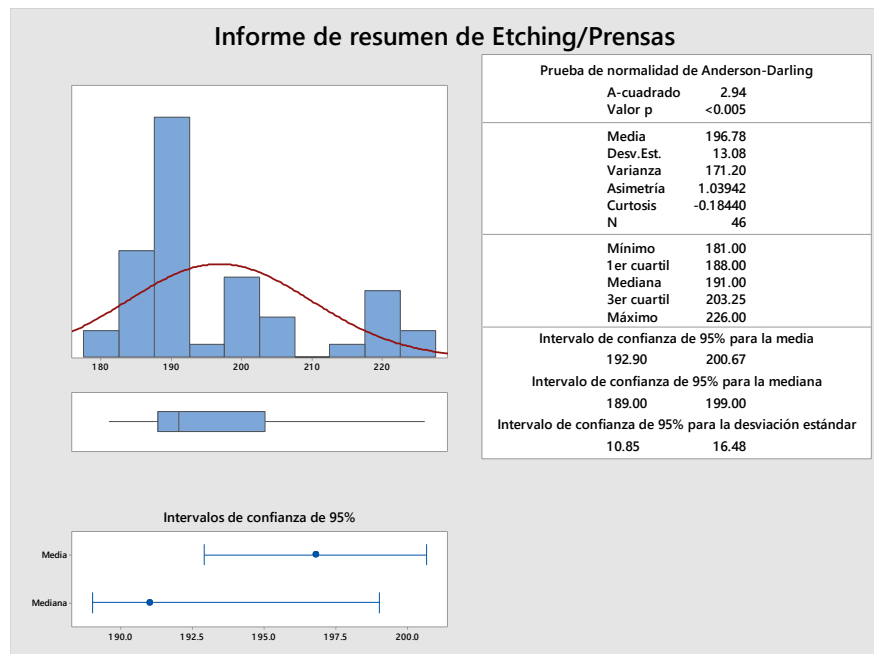 Informe de resumen de Etching/Prensas
180 190 200 210 220
Prueba de normalidad de Anderson-Darling
A-cuadrado 2.94
Valor p <0.005
Media 196.78
Desv.Est. 13.08
Varianza 171.20
Asimetría 1.03942
Curtosis -0.18440
N 46
Mínimo 181.00
1er cuartil 188.00
Mediana 191.00
3er cuartil 203.25
Máximo 226.00
Intervalo de confianza de 95% para la media
192.90 200.67
Intervalo de confianza de 95% para la mediana
189.00 199.00
Intervalo de confianza de 95% para la desviación estándar
10.85 16.48
Intervalos de confianza de 95%
Media
Mediana
190.0 192.5 195.0 197.5 200.0